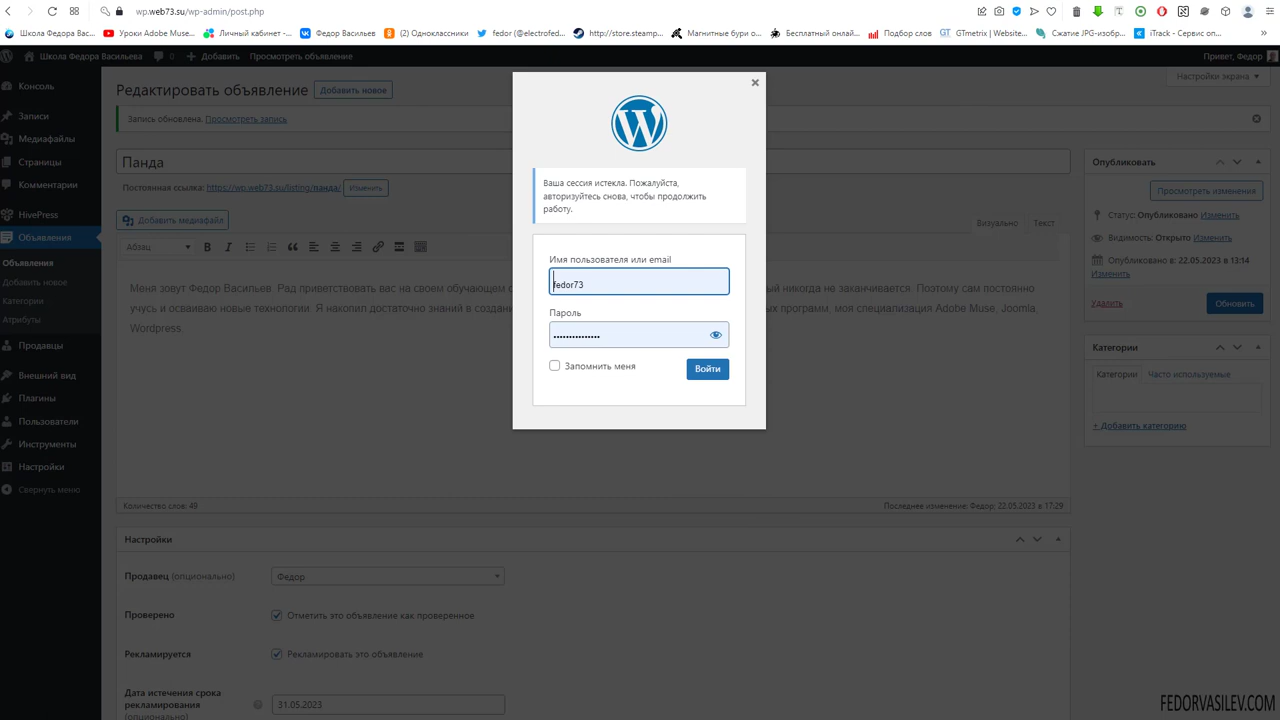 wp.web73.su/wp-admin/post.php
Школа Федора Вас...
Уроки Adobe Muse...
Личный кабинет -...
Федор Васильев
(2) Одноклассники
fedor (@electrofed...
http://store.steamp...
Магнитные бури о...
Бесплатный онлай...
Подбор слов
GT GTmetrix | Website...
Сжатие JPG-изобр...
iTrack - Сервис оп...
»
Школа Федора Васильева
0
Добавить
Просмотреть объявление
Привет, Федор
Консоль
Записи
Медиафайлы
Страницы
Комментарии
HivePress
Объявления
Объявления
Добавить новое
Категории
Атрибуты
Продавцы
Внешний вид
Плагины
Пользователи
Инструменты
Настройки
Свернуть меню
Настройки экрана
Редактировать объявление
Добавить новое
Запись обновлена. Просмотреть запись
Панда
Постоянная ссылка: https://wp.web73.su/listing/панда/ Изменить
Добавить медиафайл
Визуально
Текст
Абзац
B I
Меня зовут Федор Васильев. Рад приветствовать вас на своем обучающем с
никогда не заканчивается. Поэтому сам постоянно
учусь и осваиваю новые технологии. Я накопил достаточно знаний в создани
ых программ, моя специализация Adobe Muse, Joomla,
Wordpress.
Количество слов: 49
Последнее изменение: Федор; 22.05.2023 в 17:29
Настройки
Продавец (опционально)
Федор
Проверено
Отметить это объявление как проверенное
Рекламируется
Рекламировать это объявление
Дата истечения срока
рекламирования
(опционально)
31.05.2023
Опубликовать
Просмотреть изменения
Статус: Опубликовано Изменить
Видимость: Открыто Изменить
Опубликовано в: 22.05.2023 в 13:14
Изменить
Удалить
Обновить
Категории
Категории
Часто используемые
+ Добавить категорию
W
Ваша сессия истекла. Пожалуйста,
авторизуйтесь снова, чтобы продолжить
работу.
Имя пользователя или email
fedor73
Пароль
•••••••••••••••
Запомнить меня
Войти
FEDORVASILEV.COM